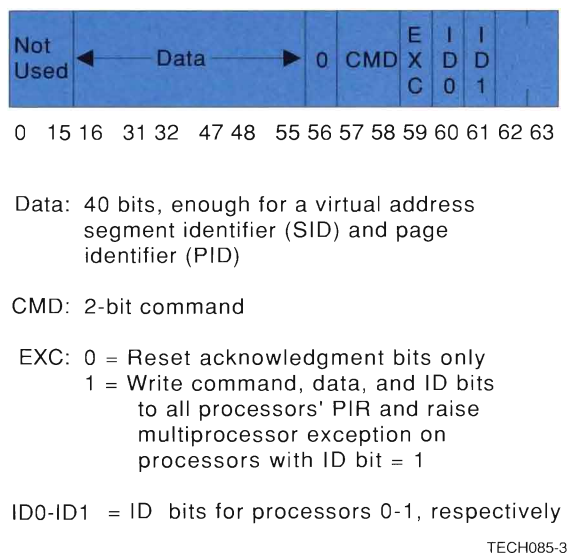 Not Used Data 0 CMD EXC ID0 ID1
0 15 16 31 32 47 48 55 56 57 58 59 60 61 62 63
Data: 40 bits, enough for a virtual address
segment identifier (SID) and page
identifier (PID)
CMD: 2-bit command
EXC: 0 = Reset acknowledgment bits only
1 = Write command, data, and ID bits
to all processors' PIR and raise
multiprocessor exception on
processors with ID bit = 1
ID0-ID1 = ID bits for processors 0-1, respectively
TECH085-3